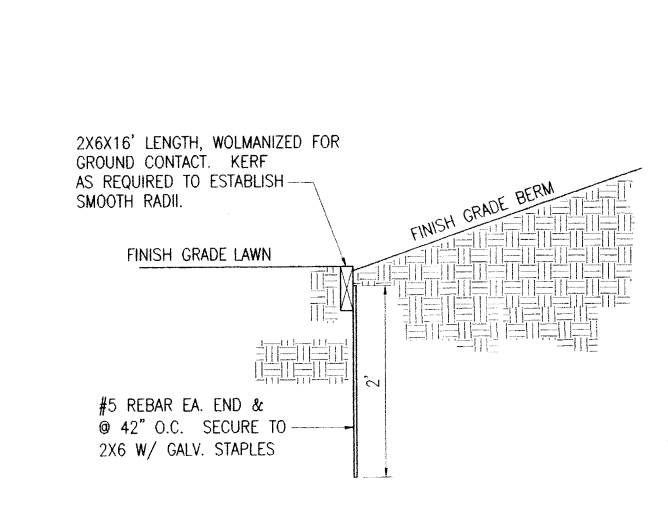 2X6X16' LENGTH, WOLMANIZED FOR
GROUND CONTACT. KERF
AS REQUIRED TO ESTABLISH
SMOOTH RADII.
FINISH GRADE BERM
FINISH GRADE LAWN
2'
#5 REBAR EA. END &
@ 42" O.C. SECURE TO
2X6 W/ GALV. STAPLES